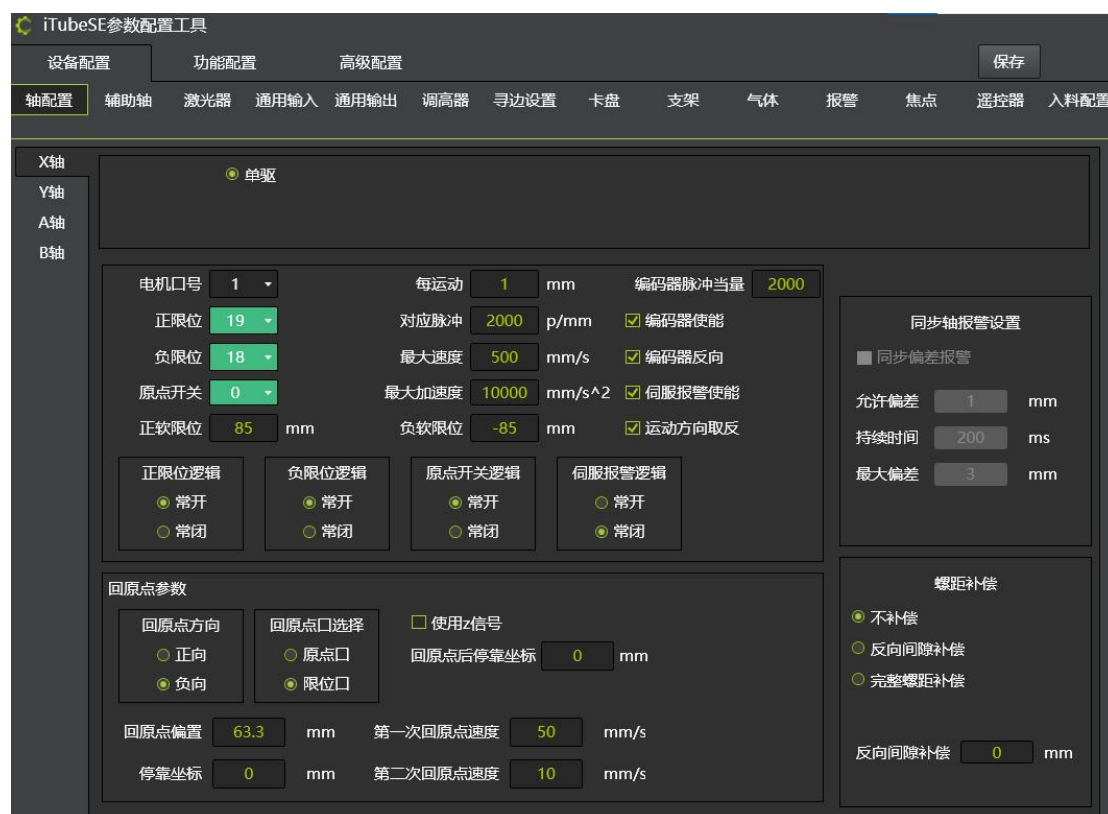 iTubeSE参数配置工具
设备配置 功能配置 高级配置 保存
轴配置 辅助轴 激光器 通用输入 通用输出 调高器 寻边设置 卡盘 支架 气体 报警 焦点 遥控器 入料配置
X轴
Y轴
A轴
B轴
单驱
电机口号 1 每运动 1 mm 编码器脉冲当量 2000
正限位 19 对应脉冲 2000 p/mm 编码器使能
负限位 18 最大速度 500 mm/s 编码器反向
原点开关 0 最大加速度 10000 mm/s^2 伺服报警使能
正软限位 85 mm 负软限位 -85 mm 运动方向取反
正限位逻辑 负限位逻辑 原点开关逻辑 伺服报警逻辑
常开 常开 常开 常开
常闭 常闭 常闭 常闭
同步轴报警设置
同步偏差报警
允许偏差 1 mm
持续时间 200 ms
最大偏差 3 mm
回原点参数
回原点方向 回原点口选择 使用z信号
正向 原点口 回原点后停靠坐标 0 mm
负向 限位口
回原点偏置 63.3 mm 第一次回原点速度 50 mm/s
停靠坐标 0 mm 第二次回原点速度 10 mm/s
螺距补偿
不补偿
反向间隙补偿
完整螺距补偿
反向间隙补偿 0 mm